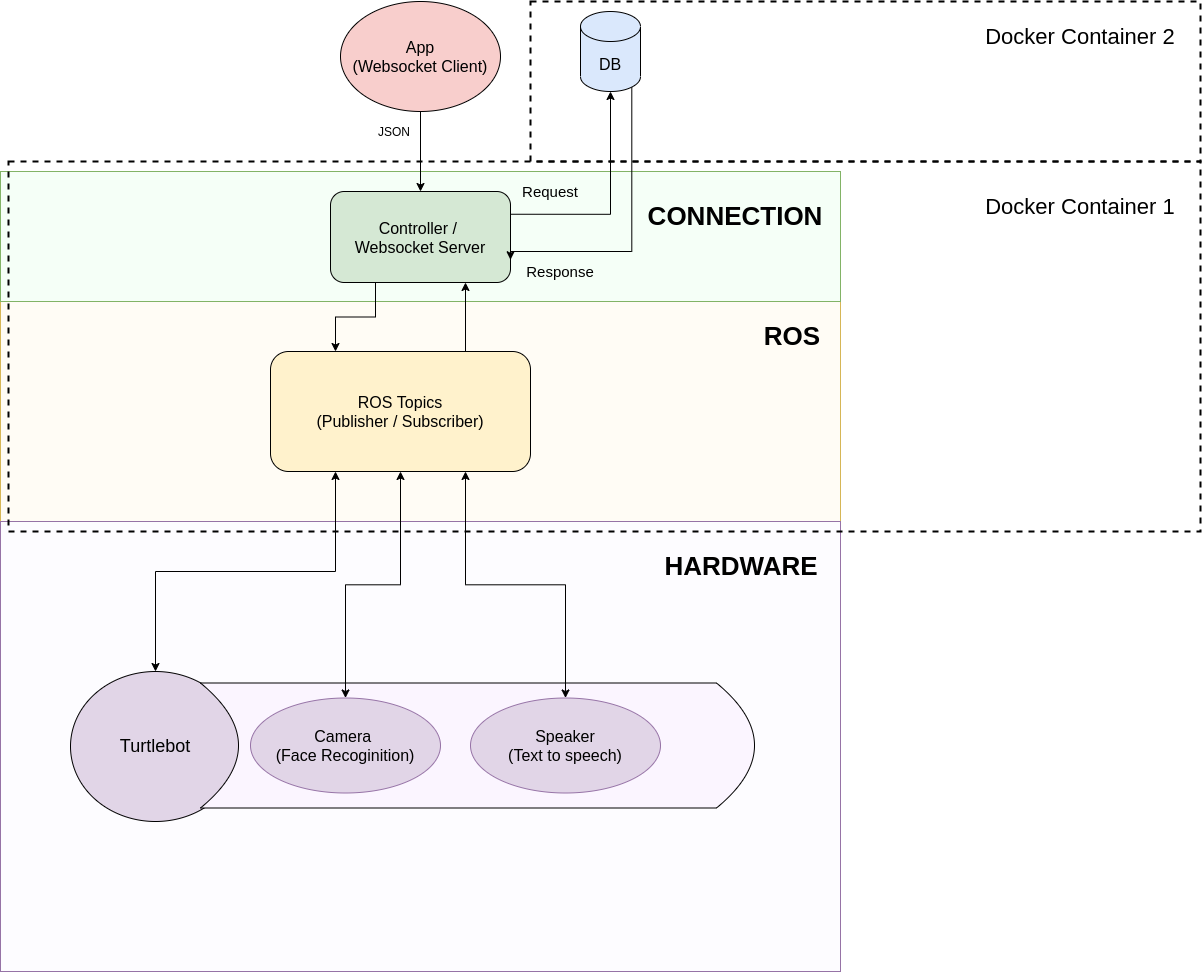 App
(Websocket Client)
DB
Docker Container 2
JSON
Request
CONNECTION
Docker Container 1
Controller /
Websocket Server
Response
ROS
ROS Topics
(Publisher / Subscriber)
HARDWARE
Turtlebot
Camera
(Face Recoginition)
Speaker
(Text to speech)